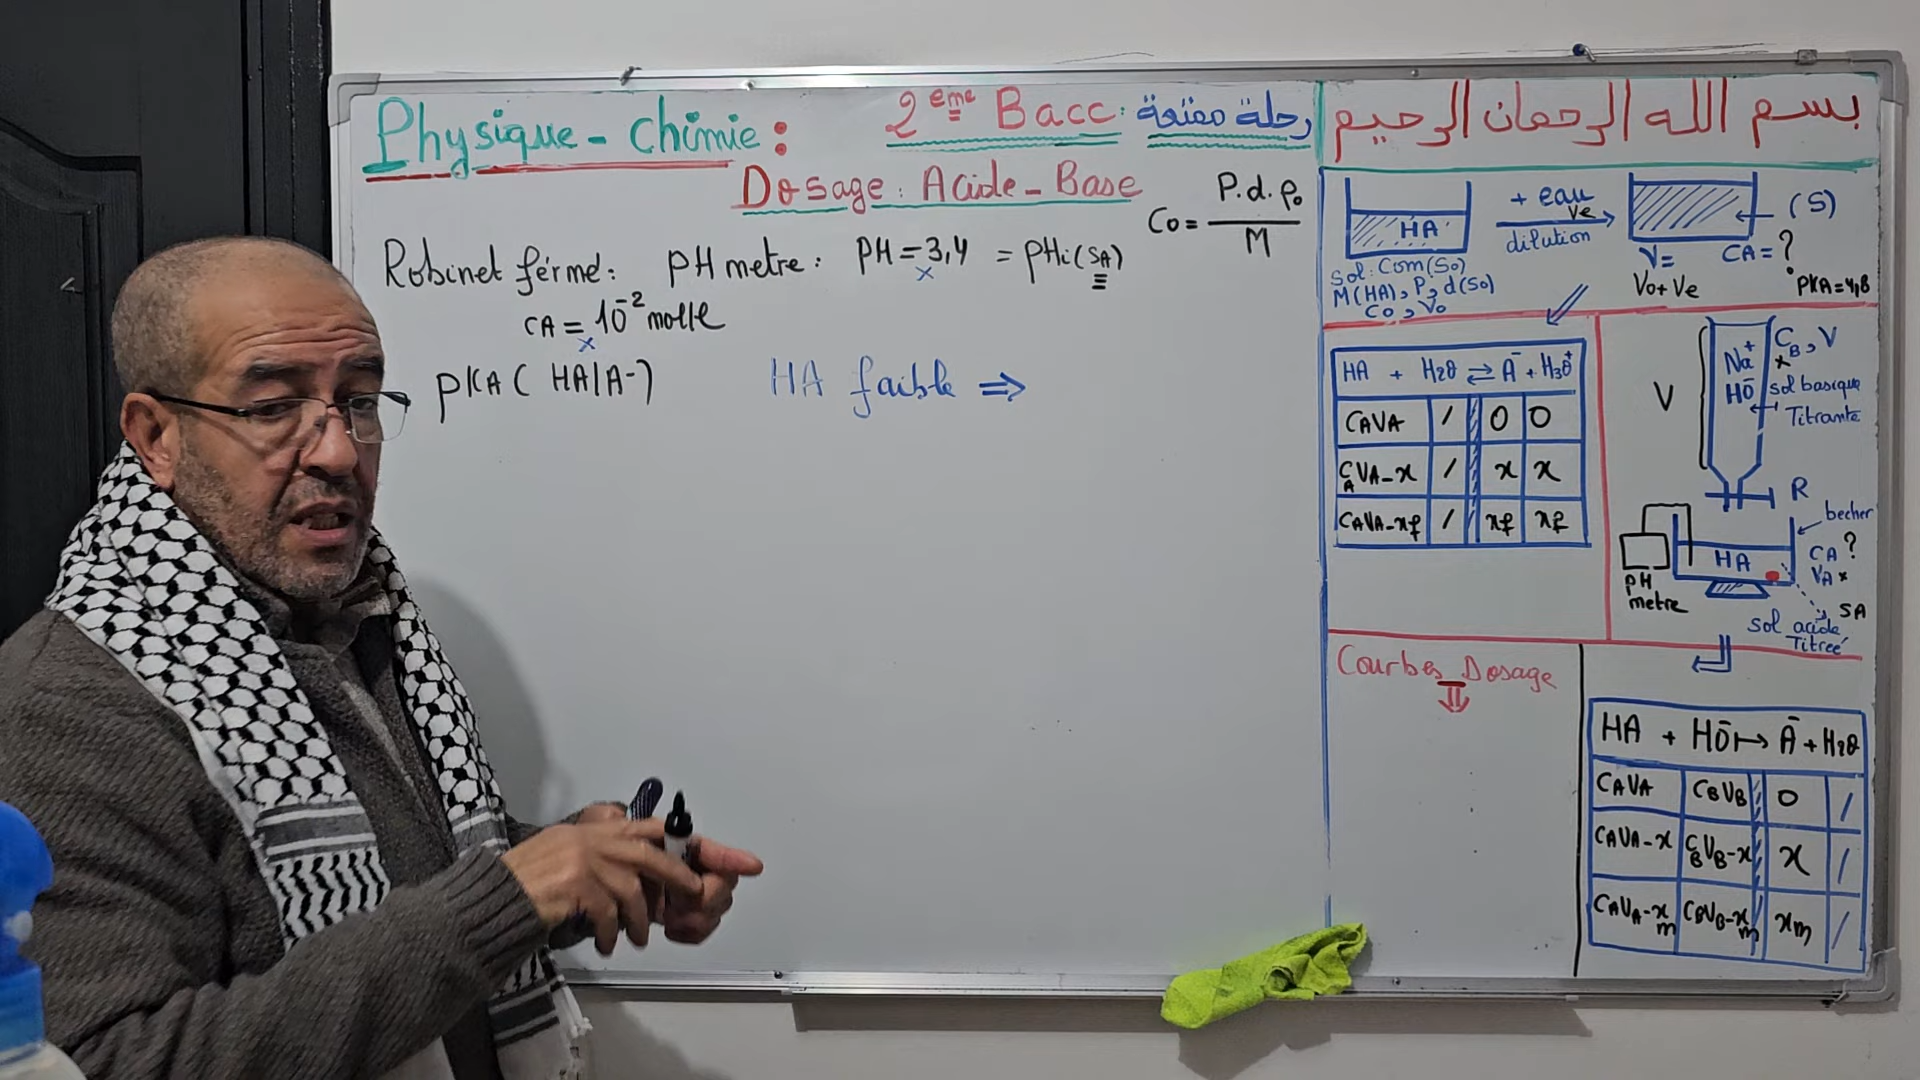 Physique - Chimie :
2eme Bacc : رحلة ممتعة
Dosage : Acide - Base
Co = P.d.ρo / M
Robinet fermé : pH metre : PH = 3,4 = pHi(SA)
x
CA = 10^-2 mol/l
x
pKA ( HA/A-) HA faible ⇒
بسم الله الرحمان الرحيم
HA
+ eau
Ve
dilution
(S)
Sol : Com (So)
M(HA), P, d(So)
Co, Vo
V =
Vo + Ve
CA = ?
PKA = 4,8
HA + H2O ⇌ A- + H3O+
CAVA / 0 0
CAVA-x / x x
CAVA-xf / xf xf
V
Na+
HO-
CB, V
x
sol basique
Titrante
R
becher
HA
CA ?
VA x
pH
metre
SA
sol acide
Titrée
Courbes Dosage
⇓
HA + HO- ↦ A- + H2O
CAVA CBVB 0 /
CAVA-x CBVB-x x /
CAVA-xm CBVB-xm xm /